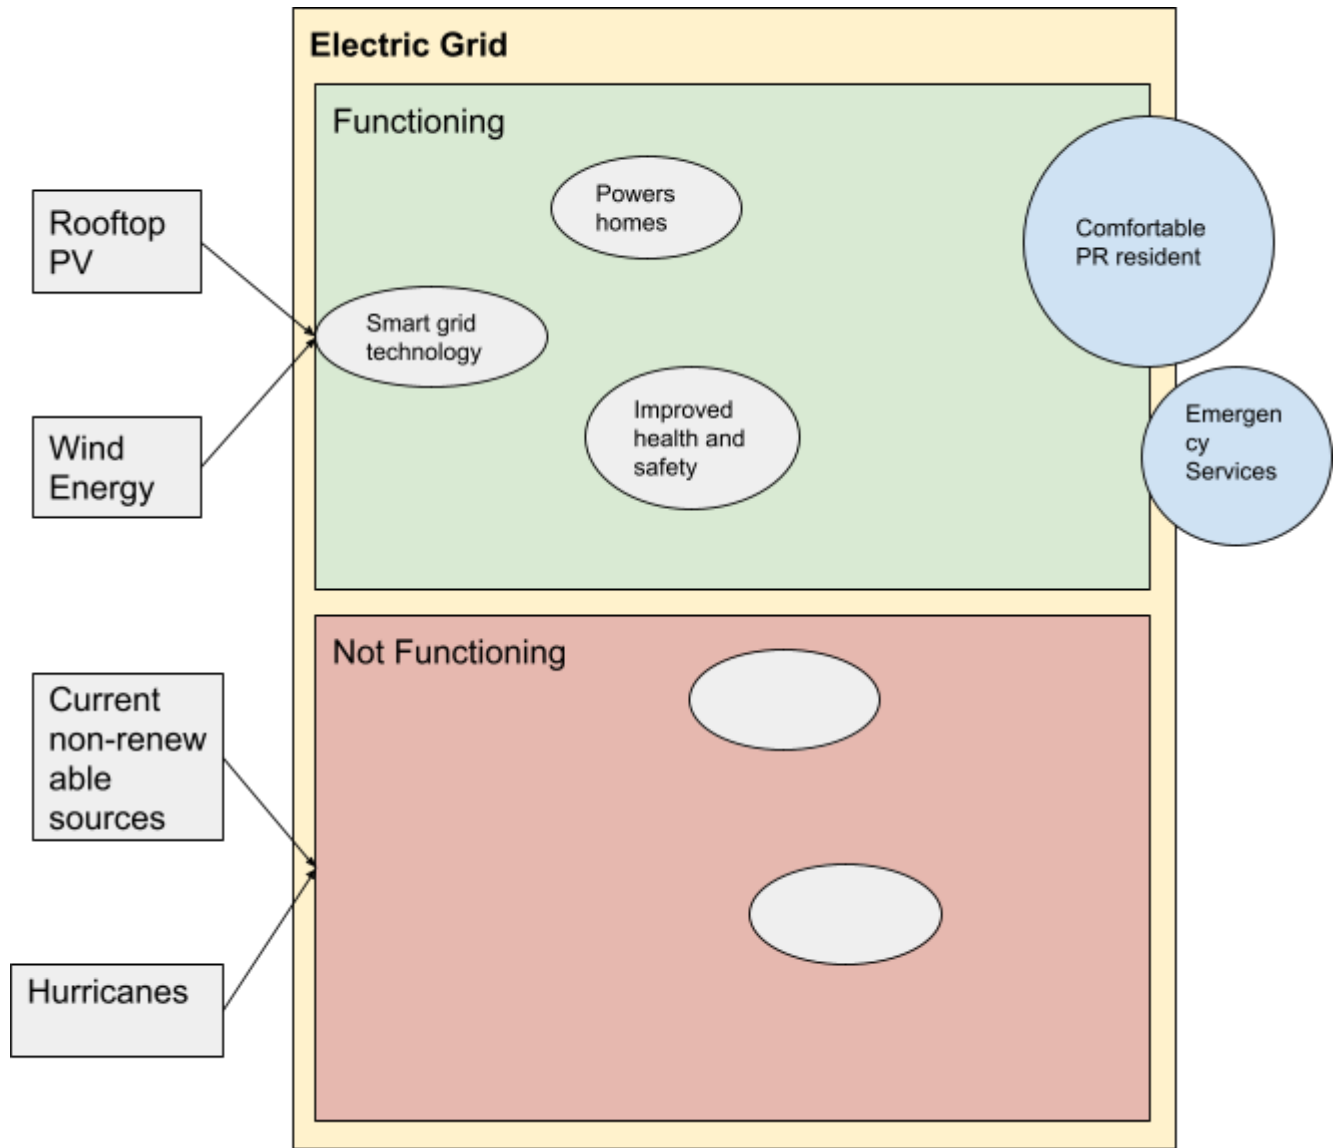 Electric Grid
Functioning
Powers
homes
Rooftop
PV
Comfortable
PR resident
Smart grid
technology
Wind
Energy
Improved
health and
safety
Emergen
cy
Services
Not Functioning
Current
non-renew
able
sources
Hurricanes